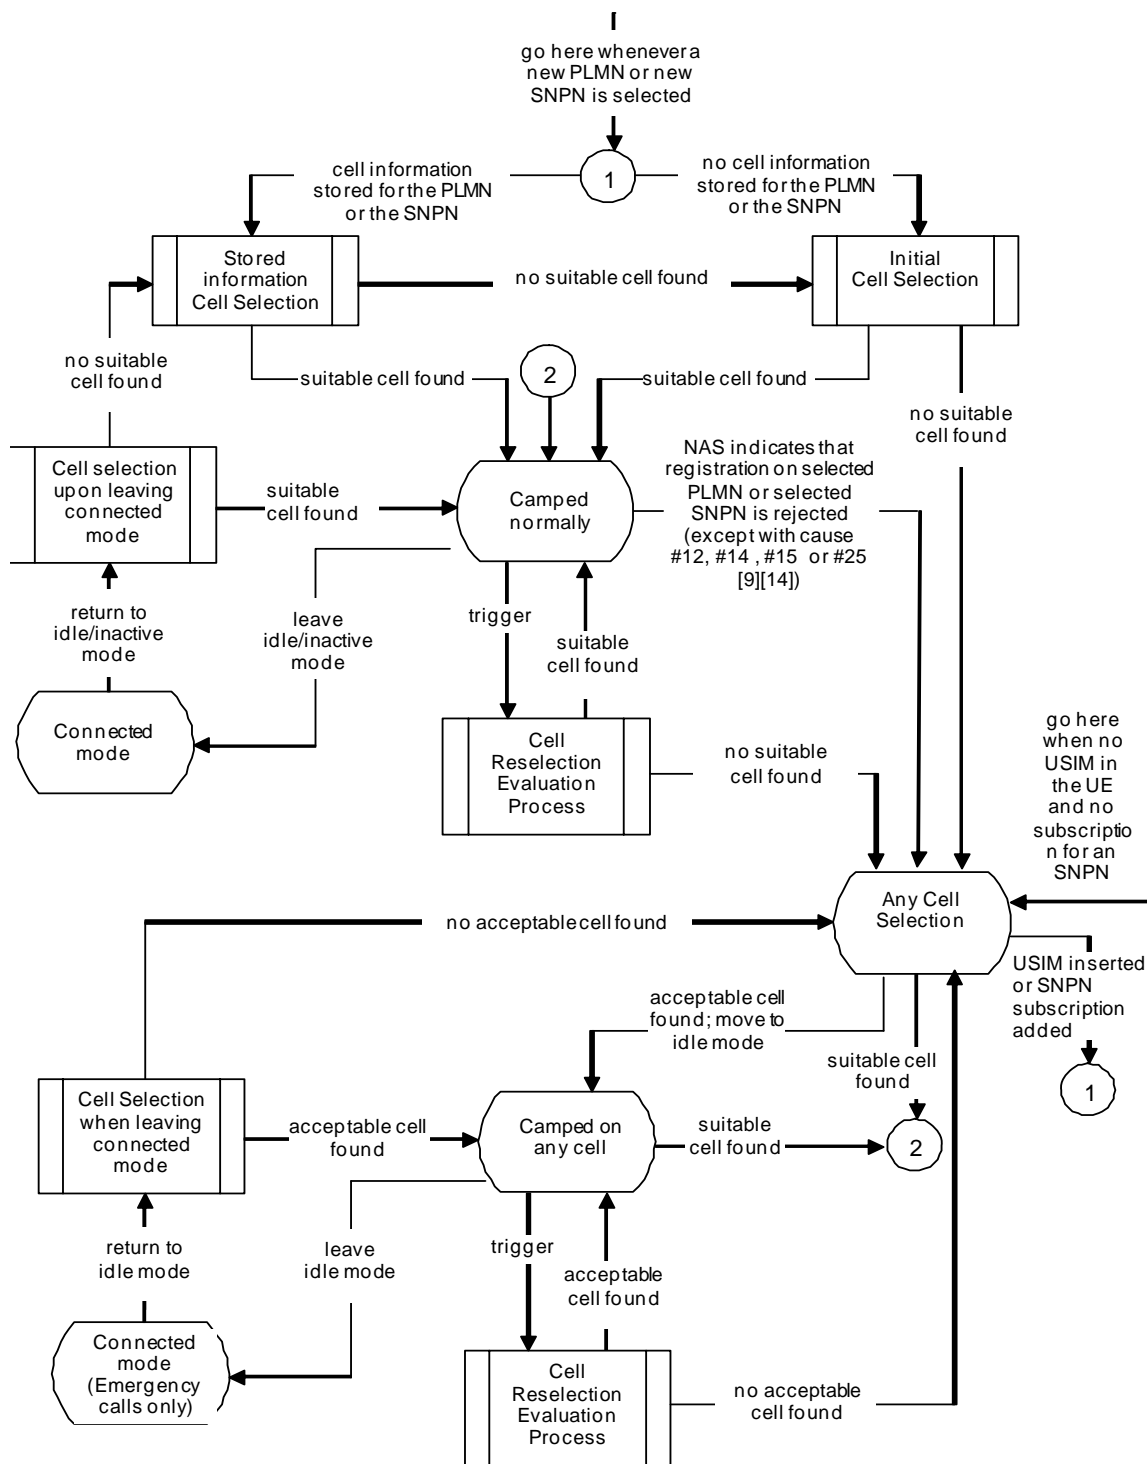 go here whenever a
new PLMN or new
SNPN is selected
1
cell information
stored for the PLMN
or the SNPN
no cell information
stored for the PLMN
or the SNPN
Stored
information
Cell Selection
no suitable cell found
Initial
Cell Selection
no suitable
cell found
suitable cell found
2
suitable cell found
no suitable
cell found
Cell selection
upon leaving
connected
mode
suitable
cell found
Camped
normally
NAS indicates that
registration on selected
PLMN or selected
SNPN is rejected
(except with cause
#12, #14 , #15 or #25
[9][14])
return to
idle/inactive
mode
leave
idle/inactive
mode
trigger
suitable
cell found
Connected
mode
Cell
Reselection
Evaluation
Process
no suitable
cell found
go here
when no
USIM in
the UE
and no
subscriptio
n for an
SNPN
Any Cell
Selection
no acceptable cell found
USIM inserted
or SNPN
subscription
added
acceptable cell
found; move to
idle mode
suitable cell
found
1
Cell Selection
when leaving
connected
mode
acceptable cell
found
Camped on
any cell
suitable
cell found
2
return to
idle mode
leave
idle mode
trigger
acceptable
cell found
Connected
mode
(Emergency
calls only)
Cell
Reselection
Evaluation
Process
no acceptable
cell found